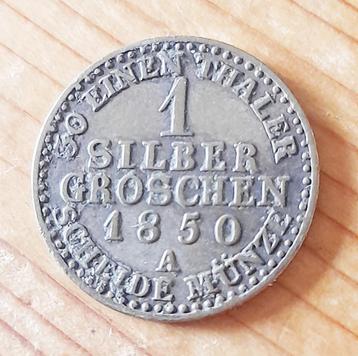 30 EINEN THALER
1
SILBER
GROSCHEN
1850
A
SCHEIDE MÜNZE